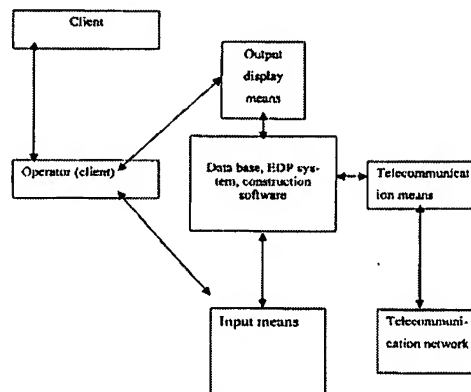 Client
Output
display
means
Operator (client)
Data base, EDP sys-
tem, construction
software
Telecommunicat
ion means
Input means
Telecommuni-
cation network